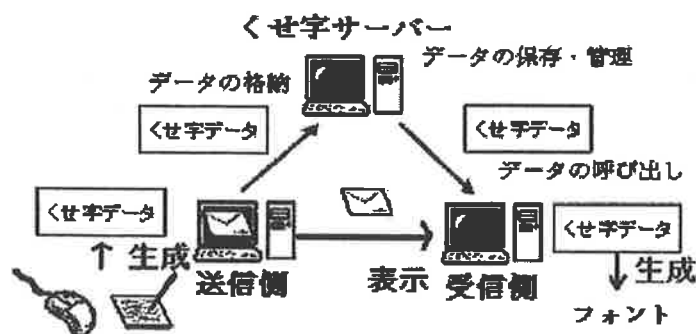 くせ字サーバー
データの保存・管理
データの格納
くせ字データ
くせ字データ
データの呼び出し
くせ字データ
くせ字データ
↑ 生成
送信側
表示
受信側
↓ 生成
フォント